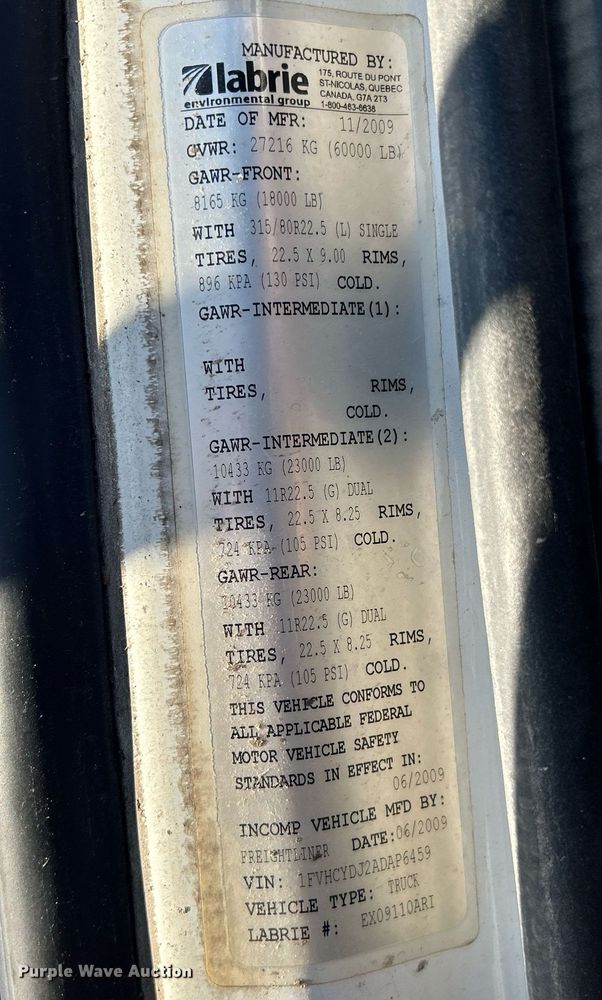 MANUFACTURED BY:
labrie
environmental group
175, ROUTE DU PONT
ST-NICOLAS, QUEBEC
CANADA, G7A 2T3
1-800-463-6638
DATE OF MFR: 11/2009
GVWR: 27216 KG (60000 LB)
GAWR-FRONT:
8165 KG (18000 LB)
WITH 315/80R22.5 (L) SINGLE
TIRES, 22.5 X 9.00 RIMS,
896 KPA (130 PSI) COLD.
GAWR-INTERMEDIATE(1):
WITH
TIRES, RIMS,
COLD.
GAWR-INTERMEDIATE(2):
10433 KG (23000 LB)
WITH 11R22.5 (G) DUAL
TIRES, 22.5 X 8.25 RIMS,
724 KPA (105 PSI) COLD.
GAWR-REAR:
10433 KG (23000 LB)
WITH 11R22.5 (G) DUAL
TIRES, 22.5 X 8.25 RIMS,
724 KPA (105 PSI) COLD.
THIS VEHICLE CONFORMS TO
ALL APPLICABLE FEDERAL
MOTOR VEHICLE SAFETY
STANDARDS IN EFFECT IN:
06/2009
INCOMP VEHICLE MFD BY:
FREIGHTLINER DATE:06/2009
VIN: 1FVHCYDJ2ADAP6459
VEHICLE TYPE: TRUCK
LABRIE #: EX09110ARI
Purple Wave Auction